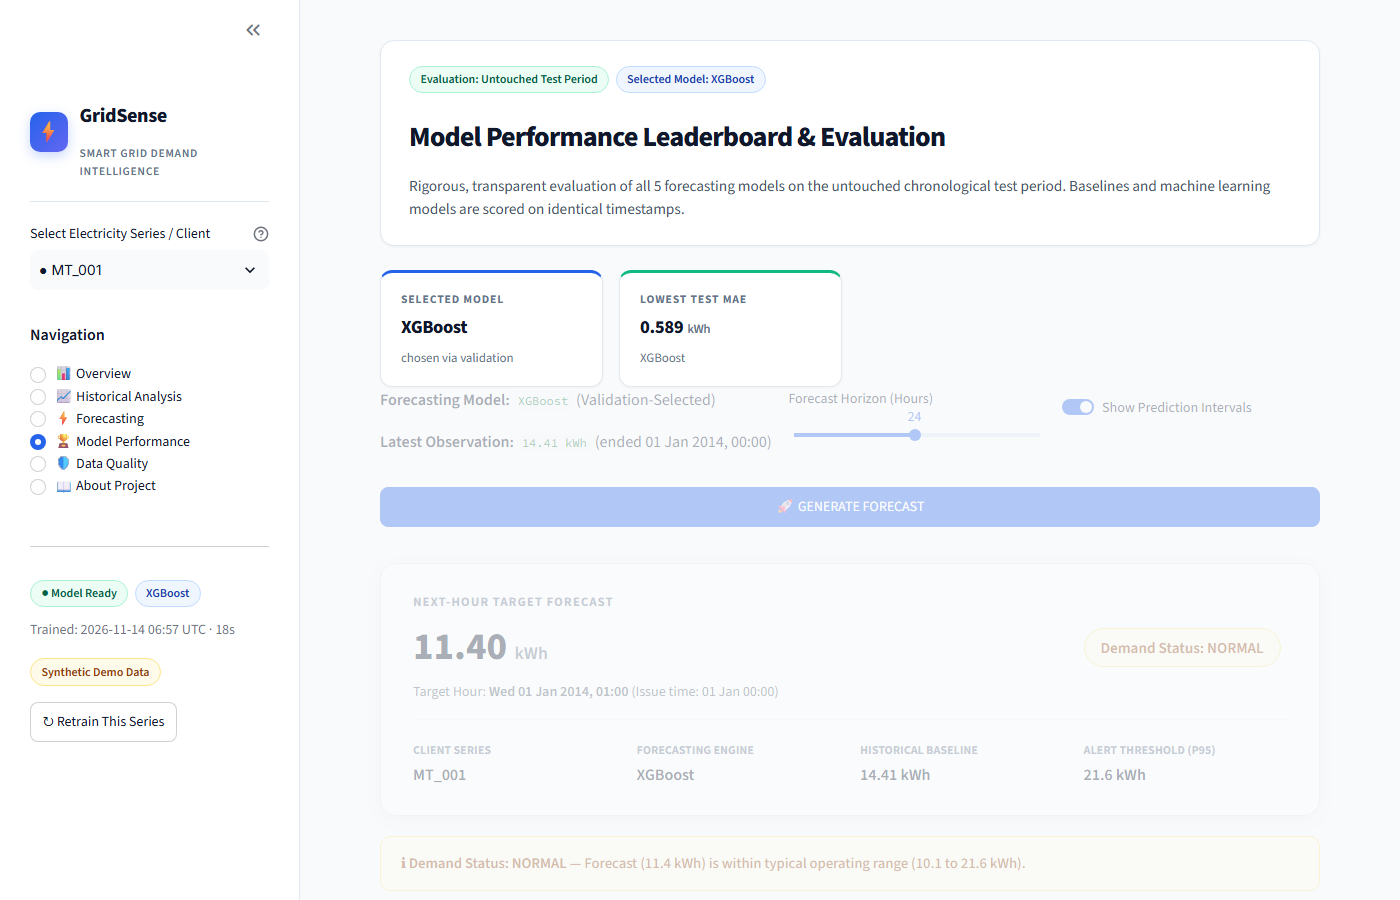 GridSense
SMART GRID DEMAND
INTELLIGENCE
Select Electricity Series / Client
● MT_001
Navigation
Overview
Historical Analysis
Forecasting
Model Performance
Data Quality
About Project
● Model Ready XGBoost
Trained: 2026-11-14 06:57 UTC · 18s
Synthetic Demo Data
↻ Retrain This Series
Evaluation: Untouched Test Period Selected Model: XGBoost
Model Performance Leaderboard & Evaluation
Rigorous, transparent evaluation of all 5 forecasting models on the untouched chronological test period. Baselines and machine learning
models are scored on identical timestamps.
SELECTED MODEL
XGBoost
chosen via validation
LOWEST TEST MAE
0.589 kWh
XGBoost
Forecasting Model: XGBoost (Validation-Selected)
Latest Observation: 14.41 kWh (ended 01 Jan 2014, 00:00)
Forecast Horizon (Hours)
24
Show Prediction Intervals
GENERATE FORECAST
NEXT-HOUR TARGET FORECAST
11.40 kWh
Demand Status: NORMAL
Target Hour: Wed 01 Jan 2014, 01:00 (Issue time: 01 Jan 00:00)
CLIENT SERIES
MT_001
FORECASTING ENGINE
XGBoost
HISTORICAL BASELINE
14.41 kWh
ALERT THRESHOLD (P95)
21.6 kWh
ℹ Demand Status: NORMAL — Forecast (11.4 kWh) is within typical operating range (10.1 to 21.6 kWh).